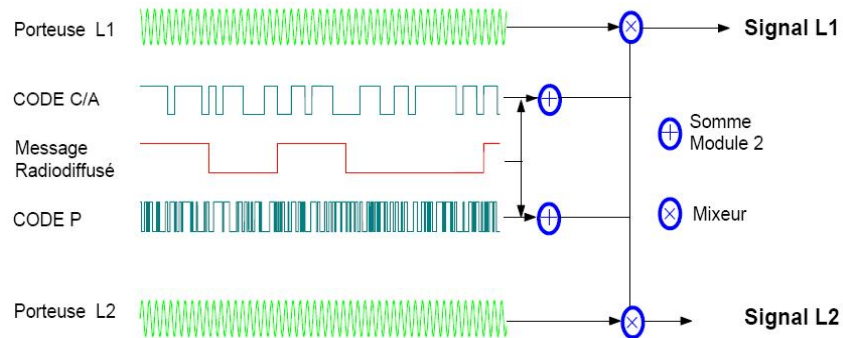 Porteuse L1
Signal L1
CODE C/A
Somme
Module 2
Message
Radiodiffusé
CODE P
Mixeur
Porteuse L2
Signal L2